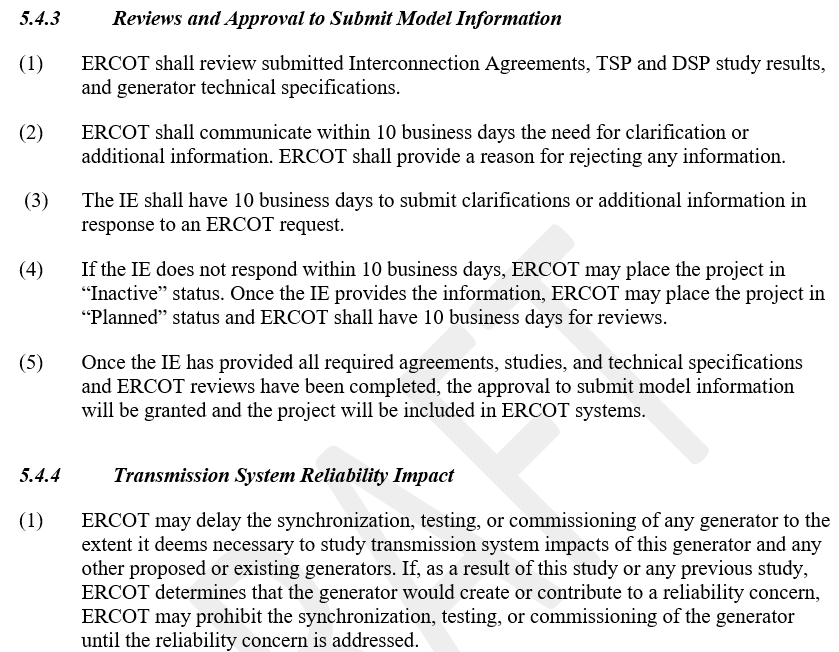 5.4.3 Reviews and Approval to Submit Model Information
(1) ERCOT shall review submitted Interconnection Agreements, TSP and DSP study results,
and generator technical specifications.
(2) ERCOT shall communicate within 10 business days the need for clarification or
additional information. ERCOT shall provide a reason for rejecting any information.
(3) The IE shall have 10 business days to submit clarifications or additional information in
response to an ERCOT request.
(4) If the IE does not respond within 10 business days, ERCOT may place the project in
“Inactive” status. Once the IE provides the information, ERCOT may place the project in
“Planned” status and ERCOT shall have 10 business days for reviews.
(5) Once the IE has provided all required agreements, studies, and technical specifications
and ERCOT reviews have been completed, the approval to submit model information
will be granted and the project will be included in ERCOT systems.
5.4.4 Transmission System Reliability Impact
(1) ERCOT may delay the synchronization, testing, or commissioning of any generator to the
extent it deems necessary to study transmission system impacts of this generator and any
other proposed or existing generators. If, as a result of this study or any previous study,
ERCOT determines that the generator would create or contribute to a reliability concern,
ERCOT may prohibit the synchronization, testing, or commissioning of the generator
until the reliability concern is addressed.
RAFT